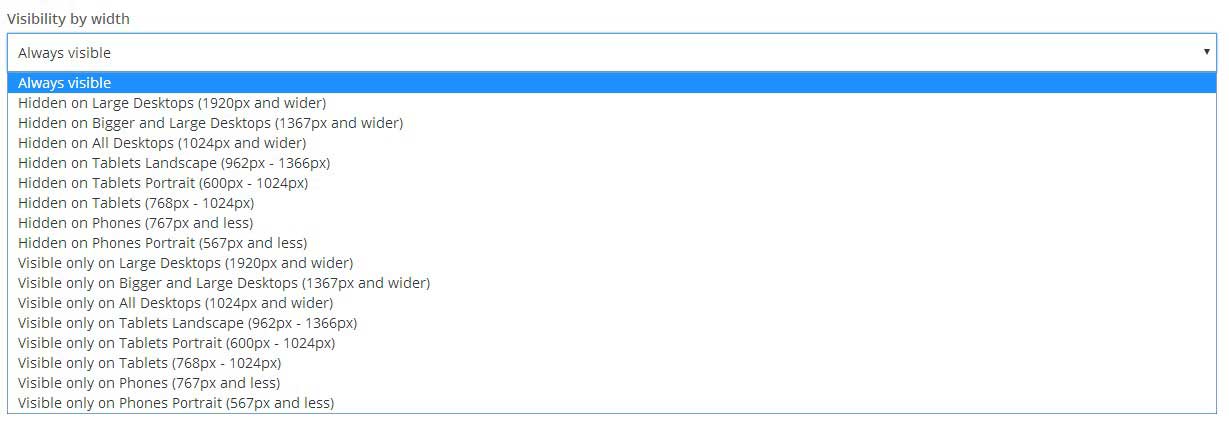 Visibility by width
Always visible
Always visible
Hidden on Large Desktops (1920px and wider)
Hidden on Bigger and Large Desktops (1367px and wider)
Hidden on All Desktops (1024px and wider)
Hidden on Tablets Landscape (962px - 1366px)
Hidden on Tablets Portrait (600px - 1024px)
Hidden on Tablets (768px - 1024px)
Hidden on Phones (767px and less)
Hidden on Phones Portrait (567px and less)
Visible only on Large Desktops (1920px and wider)
Visible only on Bigger and Large Desktops (1367px and wider)
Visible only on All Desktops (1024px and wider)
Visible only on Tablets Landscape (962px - 1366px)
Visible only on Tablets Portrait (600px - 1024px)
Visible only on Tablets (768px - 1024px)
Visible only on Phones (767px and less)
Visible only on Phones Portrait (567px and less)